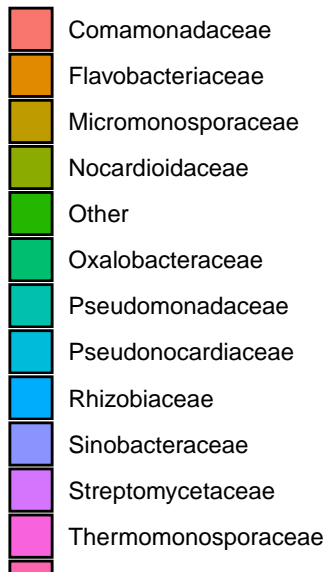 Comamonadaceae
Flavobacteriaceae
Micromonosporaceae
Nocardioidaceae
Other
Oxalobacteraceae
Pseudomonadaceae
Pseudonocardiaceae
Rhizobiaceae
Sinobacteraceae
Streptomycetaceae
Thermomonosporaceae